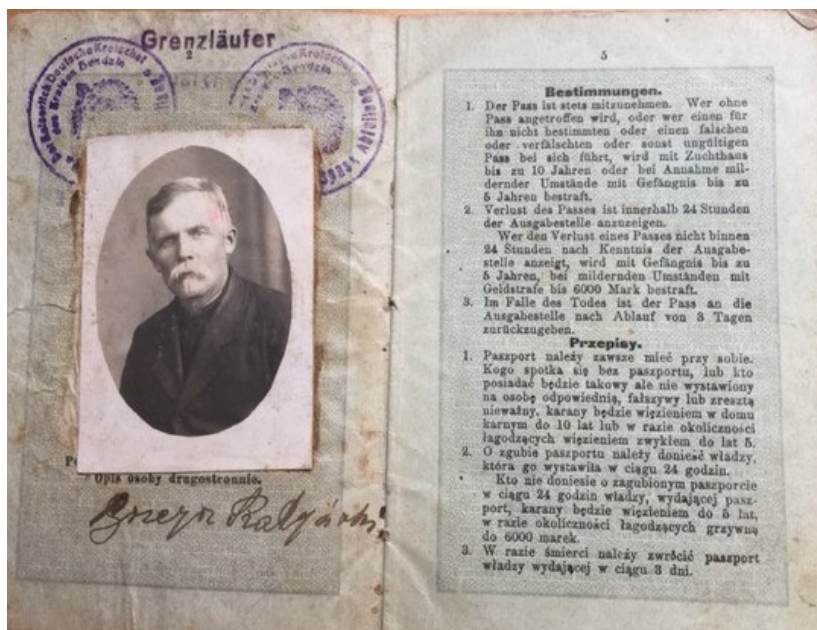 Grenzläufer
2
Der Kaiserlich Deutsche Kreischef
des Kreises Bendzin
Opis osoby drugostronnie.
5
Bestimmungen.
1. Der Pass ist stets mitzunehmen. Wer ohne
Pass angetroffen wird, oder wer einen für
ihn nicht bestimmten oder einen falschen
oder verfälschten oder sonst ungültigen
Pass bei sich führt, wird mit Zuchthaus
bis zu 10 Jahren oder bei Annahme mil-
dernder Umstände mit Gefängnis bis zu
5 Jahren bestraft.
2. Verlust des Passes ist innerhalb 24 Stunden
der Ausgabestelle anzuzeigen.
Wer den Verlust eines Passes nicht binnen
24 Stunden nach Kenntnis der Ausgabe-
stelle anzeigt, wird mit Gefängnis bis zu
5 Jahren, bei mildernden Umständen mit
Geldstrafe bis 6000 Mark bestraft.
3. Im Falle des Todes ist der Pass an die
Ausgabestelle nach Ablauf von 3 Tagen
zurückzugeben.
Przepisy.
1. Paszport należy zawsze mieć przy sobie.
Kogo spotka się bez paszportu, lub kto
posiadać będzie takowy ale nie wystawiony
na osobę odpowiednią, fałszywy lub zresztą
nieważny, karany będzie więzieniem w domu
karnym do 10 lat lub w razie okoliczności
łagodzących więzieniem zwykłem do lat 5.
2. O zgubie paszportu należy donieść władzy,
która go wystawiła w ciągu 24 godzin.
Kto nie doniesie o zagubionym paszporcie
w ciągu 24 godzin władzy, wydającej pasz-
port, karany będzie więzieniem do 5 lat,
w razie okoliczności łagodzących grzywną
do 6000 marek.
3. W razie śmierci należy zwrócić paszport
władzy wydającej w ciągu 3 dni.